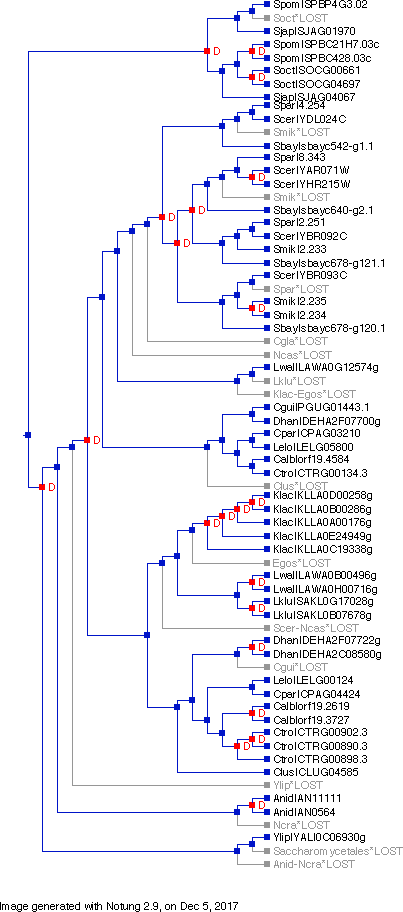 Spom|SPBP4G3.02
Soct*LOST
Sjap|SJAG01970
D
Spom|SPBC21H7.03c
D
Spom|SPBC428.03c
Soct|SOCG00661
D
Soct|SOCG04697
Sjap|SJAG04067
Spar|4.254
Scer|YDL024C
Smik*LOST
Sbay|sbayc542-g1.1
Spar|8.343
Scer|YAR071W
D
Scer|YHR215W
Smik*LOST
D
Sbay|sbayc640-g2.1
D
Spar|2.251
Scer|YBR092C
D
Smik|2.233
Sbay|sbayc678-g121.1
Scer|YBR093C
Spar*LOST
Smik|2.235
D
Smik|2.234
Sbay|sbayc678-g120.1
Cgla*LOST
Ncas*LOST
Lwal|LAWA0G12574g
Lklu*LOST
Klac-Egos*LOST
Cgui|PGUG01443.1
Dhan|DEHA2F07700g
Cpar|CPAG03210
D
Lelo|LELG05800
Calb|orf19.4584
Ctro|CTRG00134.3
Clus*LOST
D
Klac|KLLA0D00258g
D
Klac|KLLA0B00286g
D
D
Klac|KLLA0A00176g
D
Klac|KLLA0E24949g
Klac|KLLA0C19338g
Egos*LOST
Lwal|LAWA0B00496g
D
Lwal|LAWA0H00716g
Lklu|SAKL0G17028g
D
Lklu|SAKL0B07678g
Scer-Ncas*LOST
Dhan|DEHA2F07722g
D
Dhan|DEHA2C08580g
Cgui*LOST
Lelo|LELG00124
Cpar|CPAG04424
Calb|orf19.2619
D
Calb|orf19.3727
Ctro|CTRG00902.3
D
Ctro|CTRG00890.3
D
Ctro|CTRG00898.3
Clus|CLUG04585
Ylip*LOST
Anid|AN11111
D
Anid|AN0564
Ncra*LOST
Ylip|YALI0C06930g
Saccharomycetales*LOST
Anid-Ncra*LOST
Image generated with Notung 2.9, on Dec 5, 2017